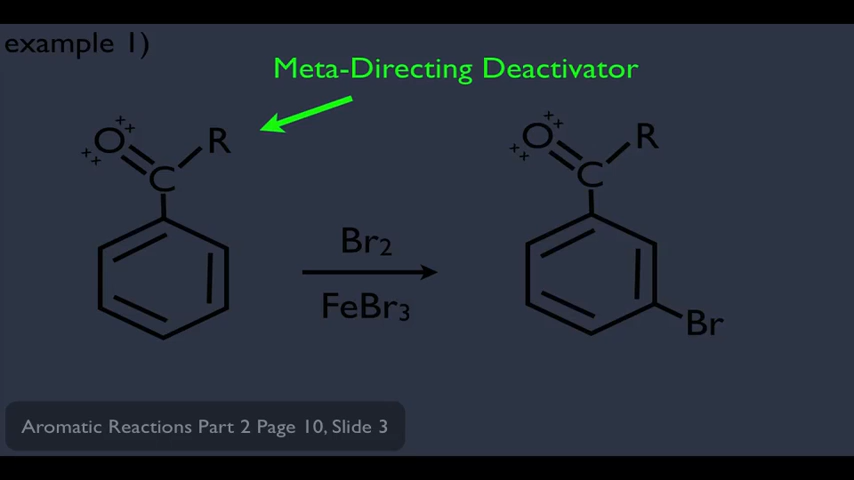 example 1)
Meta-Directing Deactivator
++ O ++ R
C
++ O ++ R
C
Br2
FeBr3
Br
Aromatic Reactions Part 2 Page 10, Slide 3